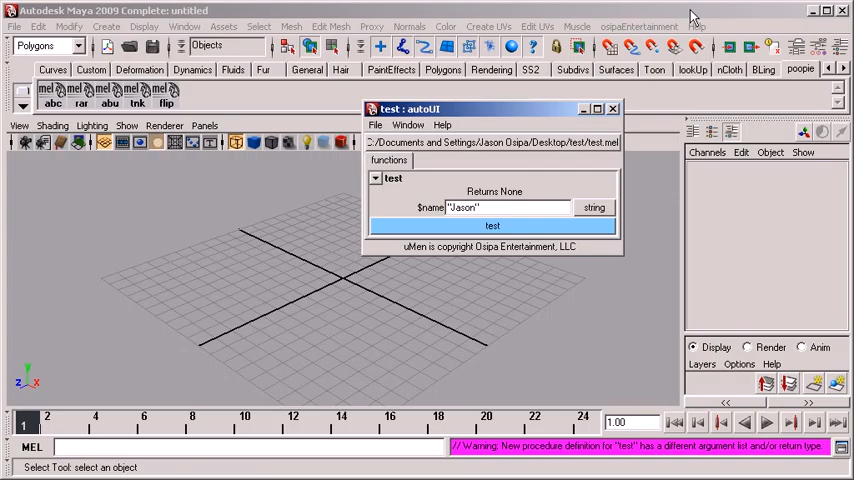 Autodesk Maya 2009 Complete: untitled
File Edit Modify Create Display Window Assets Select Mesh Edit Mesh Proxy Normals Color Create UVs Edit UVs Muscle osipaEntertainment Help
Polygons Objects
Curves Custom Deformation Dynamics Fluids Fur General Hair PaintEffects Polygons Rendering SS2 Subdivs Surfaces Toon lookUp nCloth BLing poopie
mel mel mel mel mel
abc rar abu tnk flip
View Shading Lighting Show Renderer Panels
test : autoUI
File Window Help
C:/Documents and Settings/Jason Osipa/Desktop/test/test.mel
functions
test
Returns None
$name "Jason" string
test
uMen is copyright Osipa Entertainment, LLC
Channels Edit Object Show
Display Render Anim
Layers Options Help
<< >>
z x
1 2 4 6 8 10 12 14 16 18 20 22 24 1.00
MEL // Warning: New procedure definition for "test" has a different argument list and/or return type.
Select Tool: select an object